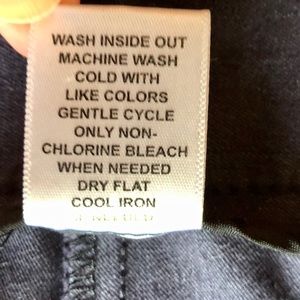 WASH INSIDE OUT
MACHINE WASH
COLD WITH
LIKE COLORS
GENTLE CYCLE
ONLY NON-
CHLORINE BLEACH
WHEN NEEDED
DRY FLAT
COOL IRON